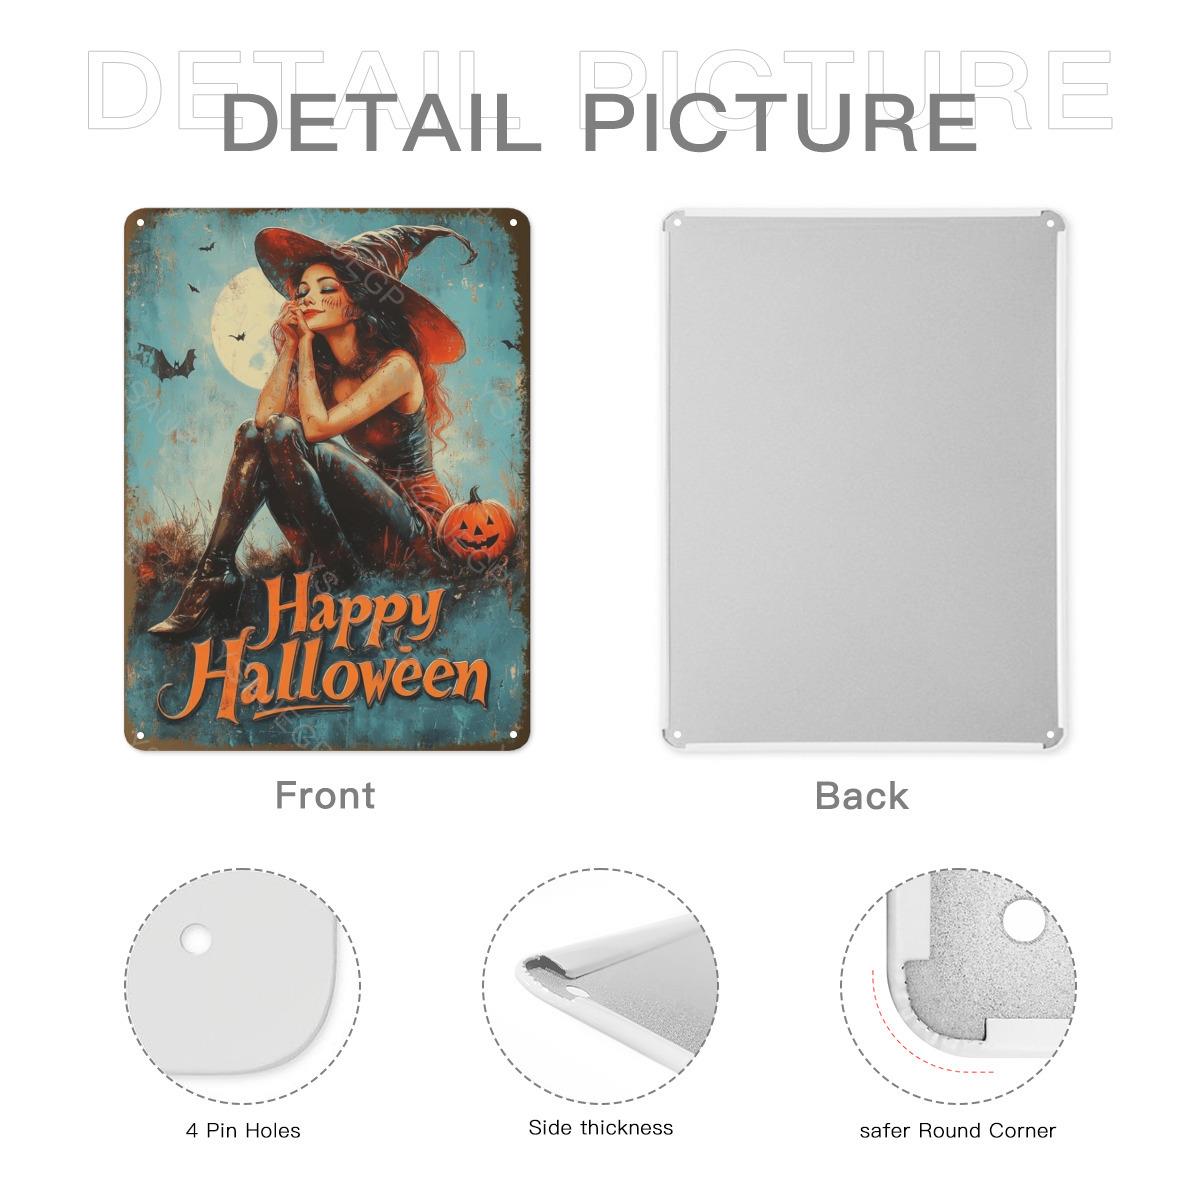 DETAIL PICTURE
DETAIL PICTURE
Happy
Halloween
Front
Back
4 Pin Holes
Side thickness
safer Round Corner